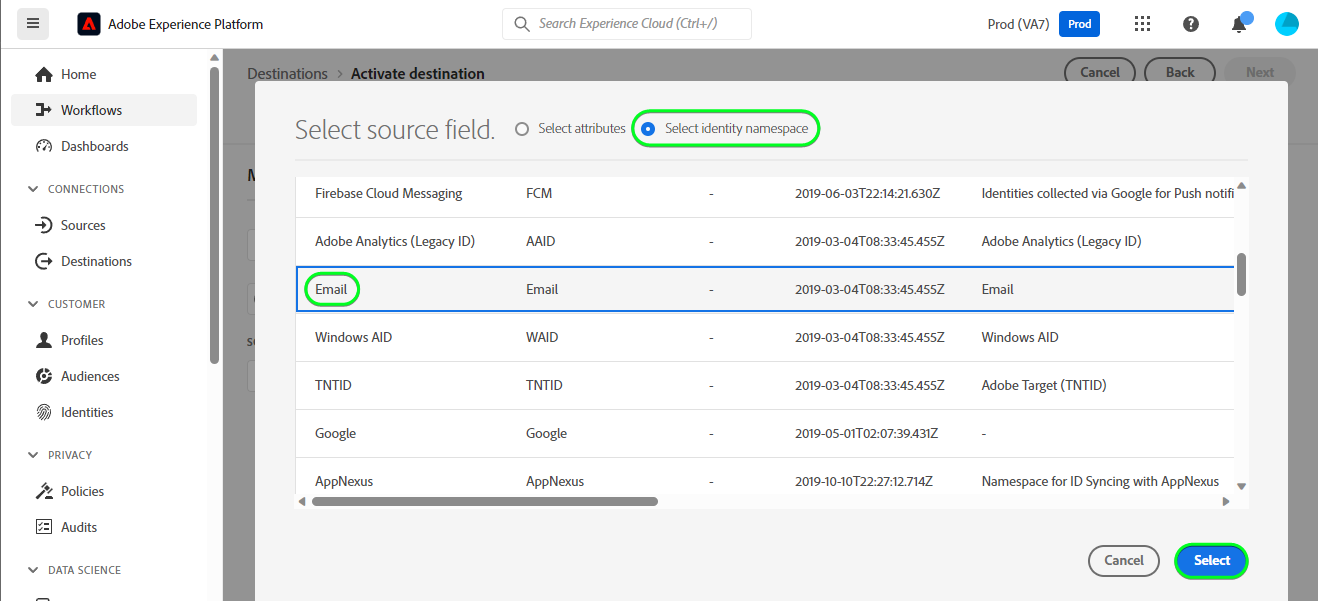 Adobe Experience Platform
Search Experience Cloud (Ctrl+/)
Prod (VA7)
Prod
Home
Workflows
Dashboards
CONNECTIONS
Sources
Destinations
CUSTOMER
Profiles
Audiences
Identities
PRIVACY
Policies
Audits
DATA SCIENCE
Destinations > Activate destination
Cancel
Back
Next
Select source field.
Select attributes
Select identity namespace
Firebase Cloud Messaging FCM - 2019-06-03T22:14:21.630Z Identities collected via Google for Push notifi
Adobe Analytics (Legacy ID) AAID - 2019-03-04T08:33:45.455Z Adobe Analytics (Legacy ID)
Email Email - 2019-03-04T08:33:45.455Z Email
Windows AID WAID - 2019-03-04T08:33:45.455Z Windows AID
TNTID TNTID - 2019-03-04T08:33:45.455Z Adobe Target (TNTID)
Google Google - 2019-05-01T02:07:39.431Z -
AppNexus AppNexus - 2019-10-10T22:27:12.714Z Namespace for ID Syncing with AppNexus
Cancel
Select